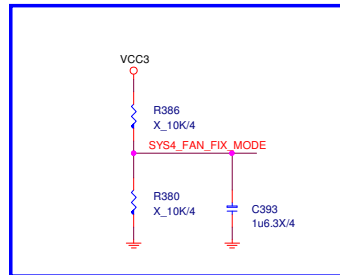 VCC3
R386
X_10K/4
SYS4_FAN_FIX_MODE
R380
X_10K/4
C393
1u6.3X/4